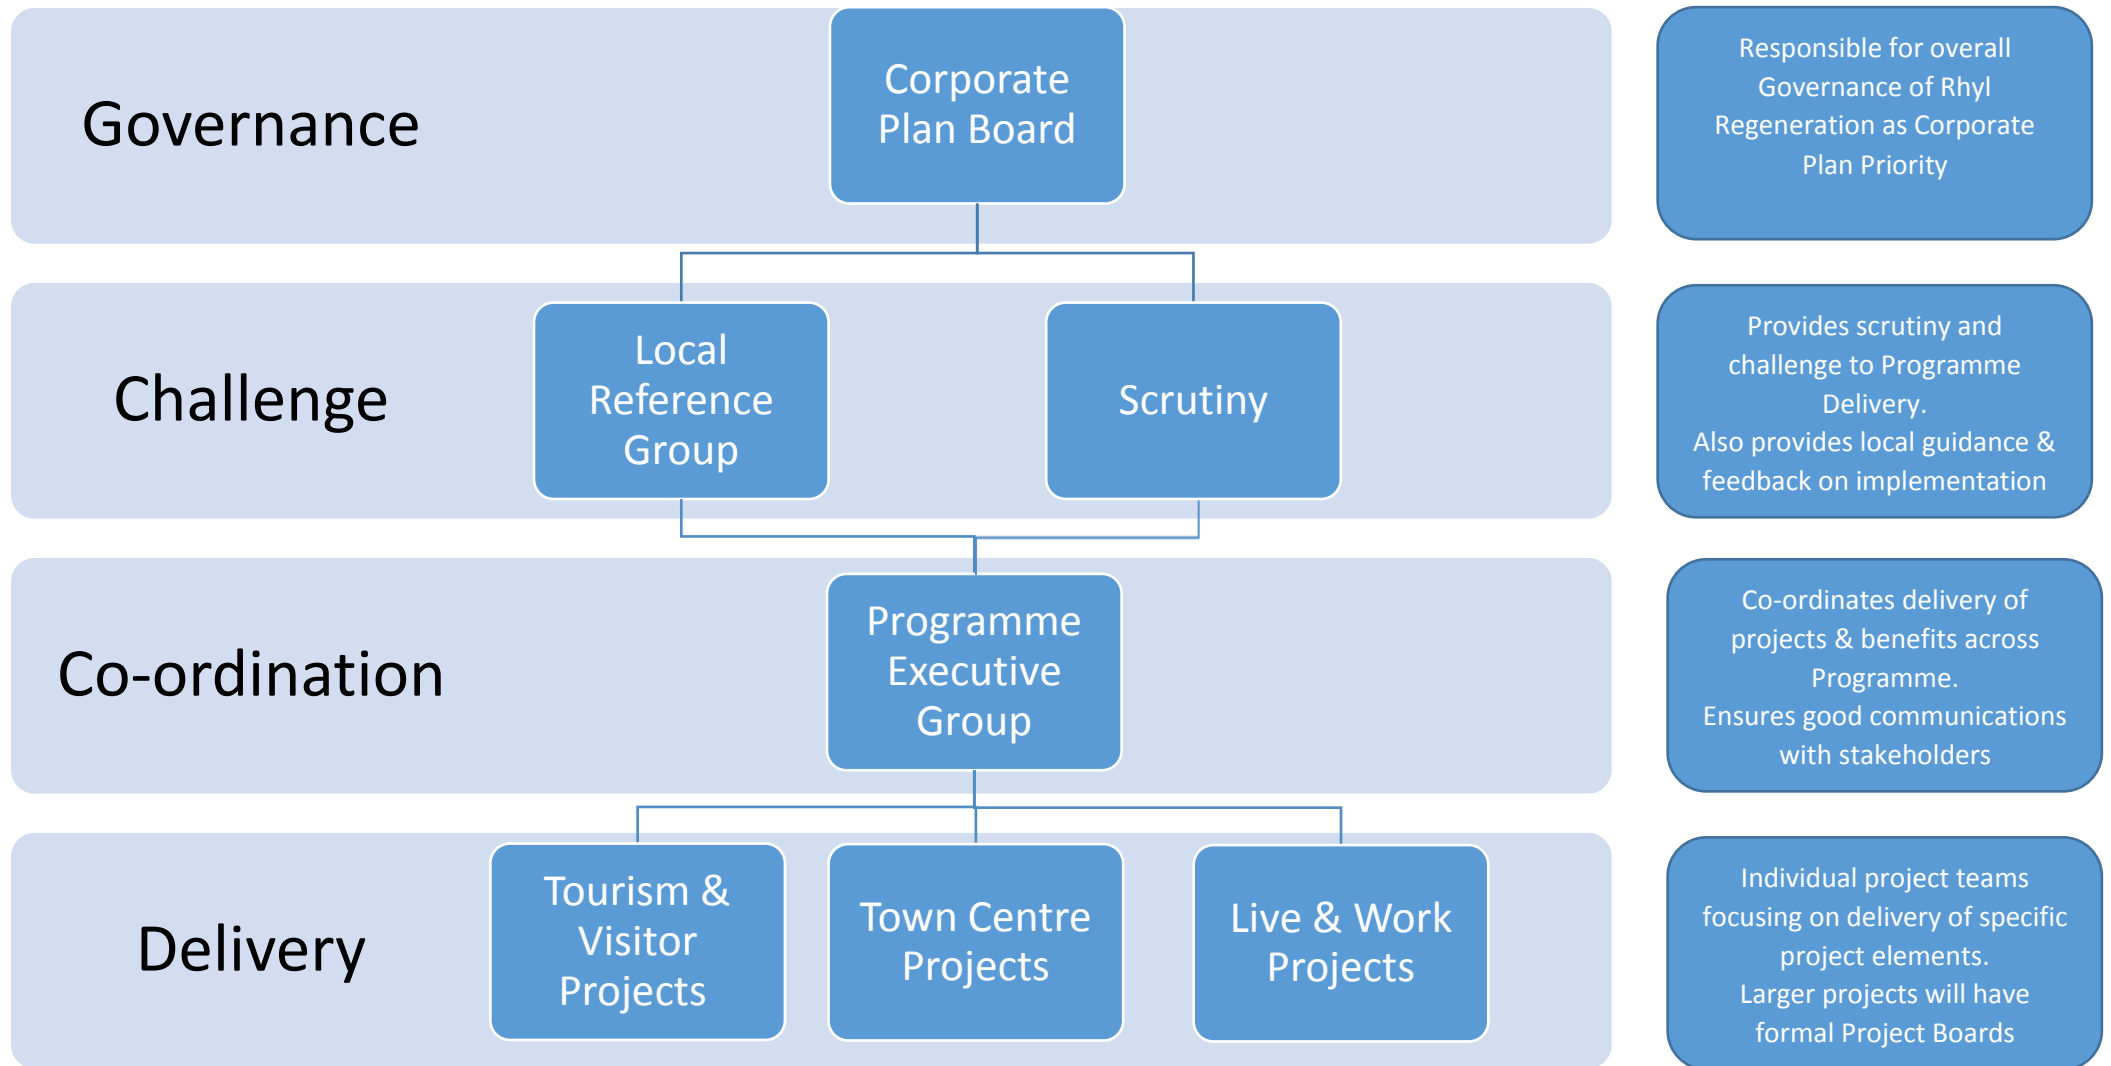 Governance
Corporate
Plan Board
Responsible for overall
Governance of Rhyl
Regeneration as Corporate
Plan Priority
Challenge
Local
Reference
Group
Scrutiny
Provides scrutiny and
challenge to Programme
Delivery.
Also provides local guidance &
feedback on implementation
Co-ordination
Programme
Executive
Group
Co-ordinates delivery of
projects & benefits across
Programme.
Ensures good communications
with stakeholders
Delivery
Tourism &
Visitor
Projects
Town Centre
Projects
Live & Work
Projects
Individual project teams
focusing on delivery of specific
project elements.
Larger projects will have
formal Project Boards